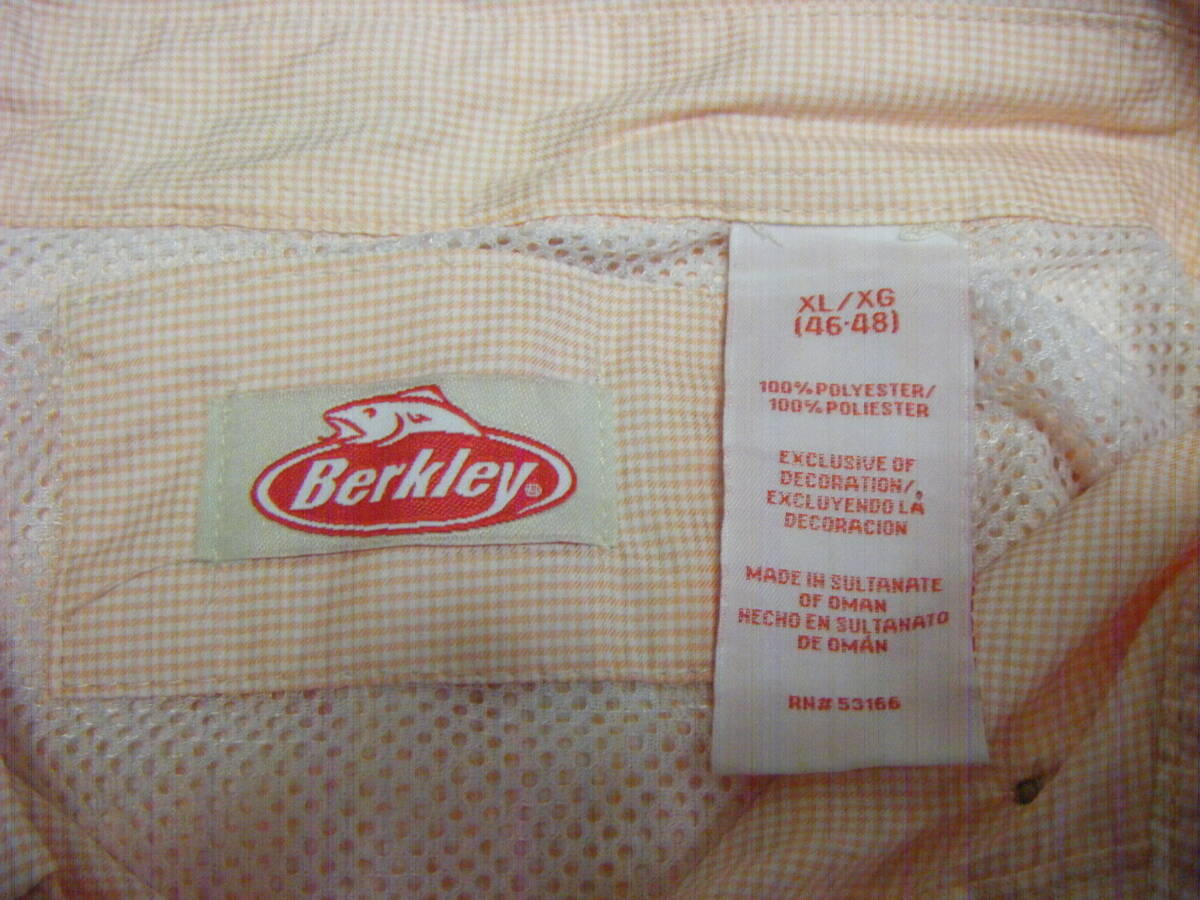 Berkley®
XL/XG
(46-48)
100% POLYESTER/
100% POLIESTER
EXCLUSIVE OF
DECORATION/
EXCLUYENDO LA
DECORACION
MADE IN SULTANATE
OF OMAN
HECHO EN SULTANATO
DE OMÁN
RN# 53166